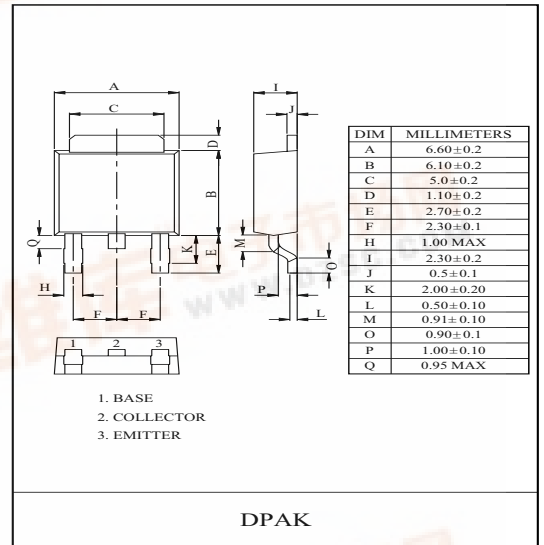 A
C
D
B
Q
K
E
H
F F
1 2 3
I
J
M
O
P
L
DIM MILLIMETERS
A 6.60±0.2
B 6.10±0.2
C 5.0±0.2
D 1.10±0.2
E 2.70±0.2
F 2.30±0.1
H 1.00 MAX
I 2.30±0.2
J 0.5±0.1
K 2.00±0.20
L 0.50±0.10
M 0.91±0.10
O 0.90±0.1
P 1.00±0.10
Q 0.95 MAX
1. BASE
2. COLLECTOR
3. EMITTER
DPAK